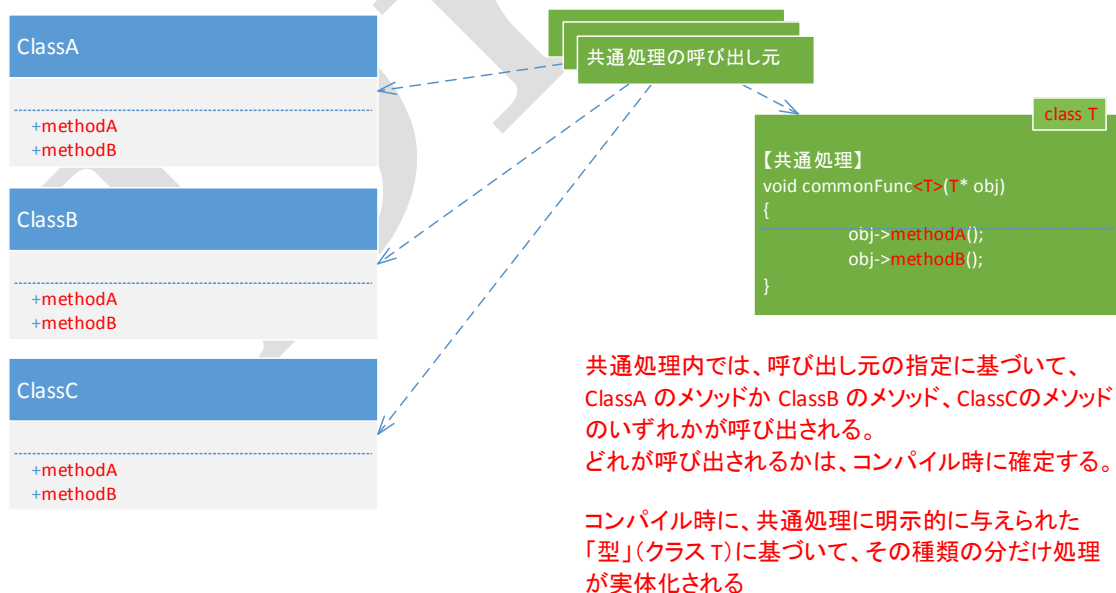 ClassA
+methodA
+methodB
ClassB
+methodA
+methodB
ClassC
+methodA
+methodB
共通処理の呼び出し元
class T
【共通処理】
void commonFunc<T>(T* obj)
{
obj->methodA();
obj->methodB();
}
共通処理内では、呼び出し元の指定に基づいて、
ClassA のメソッドか ClassB のメソッド、ClassCのメソッド
のいずれかが呼び出される。
どれが呼び出されるかは、コンパイル時に確定する。
コンパイル時に、共通処理に明示的に与えられた
「型」(クラス T)に基づいて、その種類の分だけ処理
が実体化される